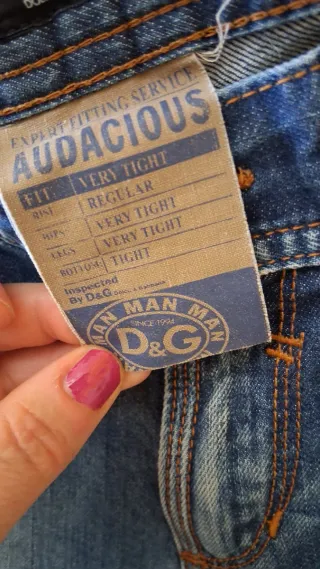 EXPERT FITTING SERVICE
AUDACIOUS
FIT: VERY TIGHT
RISE: REGULAR
HIPS: VERY TIGHT
LEGS: VERY TIGHT
BOTTOM: TIGHT
Inspected
By D&G
MAN MAN MAN
SINCE 1994
D&G